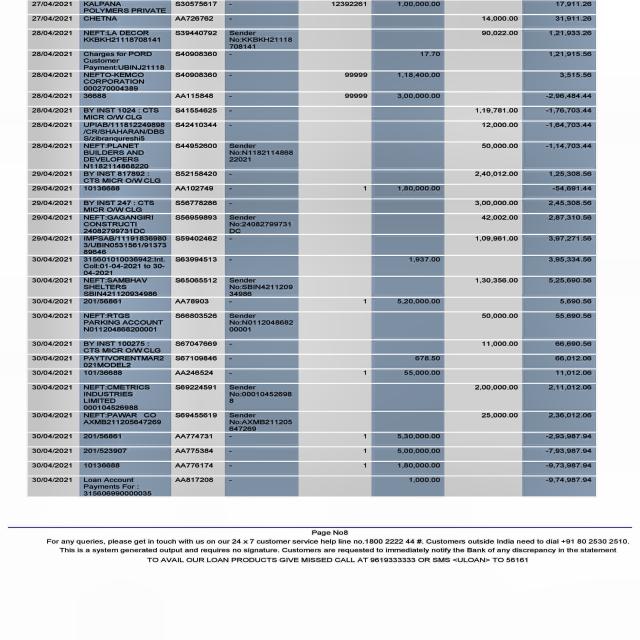 27/04/2021 KALPANA POLYMERS PRIVATE S30575617 - 12392261 1,00,000.00 17,911.26
27/04/2021 CHETNA AA726762 - 14,000.00 31,911.26
28/04/2021 NEFT:LA DECOR KKBKH21118708141 S39440792 Sender No:KKBKH21118 708141 90,022.00 1,21,933.26
28/04/2021 Charges for PORD Customer Payment:UBINJ21118 S40908360 - 17.70 1,21,915.56
28/04/2021 NEFTO-KEMCO CORPORATION 000270004389 S40908360 - 99999 1,18,400.00 3,515.56
28/04/2021 36688 AA115848 - 99999 3,00,000.00 -2,96,484.44
28/04/2021 BY INST 1024 : CTS MICR O/W CLG S41554625 - 1,19,781.00 -1,76,703.44
28/04/2021 UPIAB/111812249898 /CR/SHAHARAN/DBS S/zibranqureshi5 S42410344 - 12,000.00 -1,64,703.44
28/04/2021 NEFT:PLANET BUILDERS AND DEVELOPERS N1182114868220 S44952600 Sender No:N1182114868 22021 50,000.00 -1,14,703.44
29/04/2021 BY INST 817892 : CTS MICR O/W CLG S52158420 - 2,40,012.00 1,25,308.56
29/04/2021 10136688 AA102749 - 1 1,80,000.00 -54,691.44
29/04/2021 BY INST 247 : CTS MICR O/W CLG S56778286 - 3,00,000.00 2,45,308.56
29/04/2021 NEFT:GAGANGIRI CONSTRUCTI 24082799731DC S56959893 Sender No:24082799731 DC 42,002.00 2,87,310.56
29/04/2021 IMPSAB/11191836980 3/UBIN0531561/91373 89646 S59402462 - 1,09,961.00 3,97,271.56
30/04/2021 315601010036942:Int. Coll:01-04-2021 to 30-04-2021 S63994513 - 1,937.00 3,95,334.56
30/04/2021 NEFT:SAMBHAV SHELTERS SBIN421120934986 S65065512 Sender No:SBIN4211209 34986 1,30,356.00 5,25,690.56
30/04/2021 201/56861 AA78903 - 1 5,20,000.00 5,690.56
30/04/2021 NEFT:RTGS PARKING ACCOUNT N011204866200001 S66803526 Sender No:N0112048682 00001 50,000.00 55,690.56
30/04/2021 BY INST 100275 : CTS MICR O/W CLG S67047669 - 11,000.00 66,690.56
30/04/2021 PAYTIVORENTMAR2 021MODEL2 S67109846 - 678.50 66,012.06
30/04/2021 101/36688 AA246524 - 1 55,000.00 11,012.06
30/04/2021 NEFT:CMETRICS INDUSTRIES LIMITED 000104526988 S69224591 Sender No:00010452698 8 2,00,000.00 2,11,012.06
30/04/2021 NEFT:PAWAR CO AXMB211205647269 S69455619 Sender No:AXMB211205 647269 25,000.00 2,36,012.06
30/04/2021 201/56861 AA774731 - 1 5,30,000.00 -2,93,987.94
30/04/2021 201/523907 AA775384 - 1 5,00,000.00 -7,93,987.94
30/04/2021 10136688 AA776174 - 1 1,80,000.00 -9,73,987.94
30/04/2021 Loan Account Payments For : 315606990000035 AA817208 - 1,000.00 -9,74,987.94
Page No8
For any queries, please get in touch with us on our 24 x 7 customer service help line no.1800 2222 44 #. Customers outside India need to dial +91 80 2530 2510.
This is a system generated output and requires no signature. Customers are requested to immediately notify the Bank of any discrepancy in the statement
TO AVAIL OUR LOAN PRODUCTS GIVE MISSED CALL AT 9619333333 OR SMS <ULOAN> TO 56161